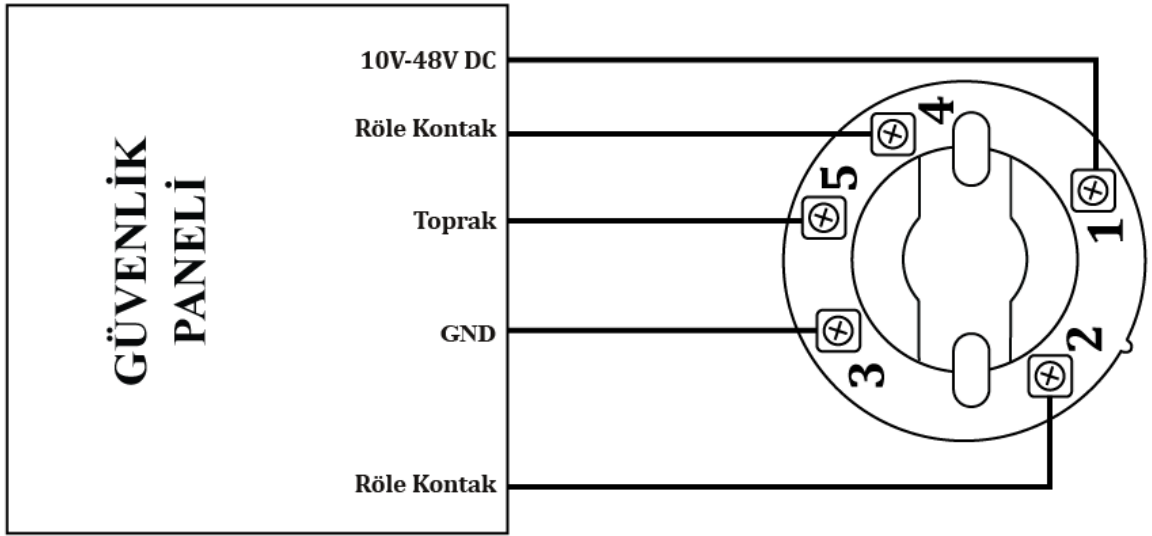 GÜVENLİK
PANELİ
10V-48V DC
Röle Kontak
Toprak
GND
Röle Kontak
4
5
1
3
2